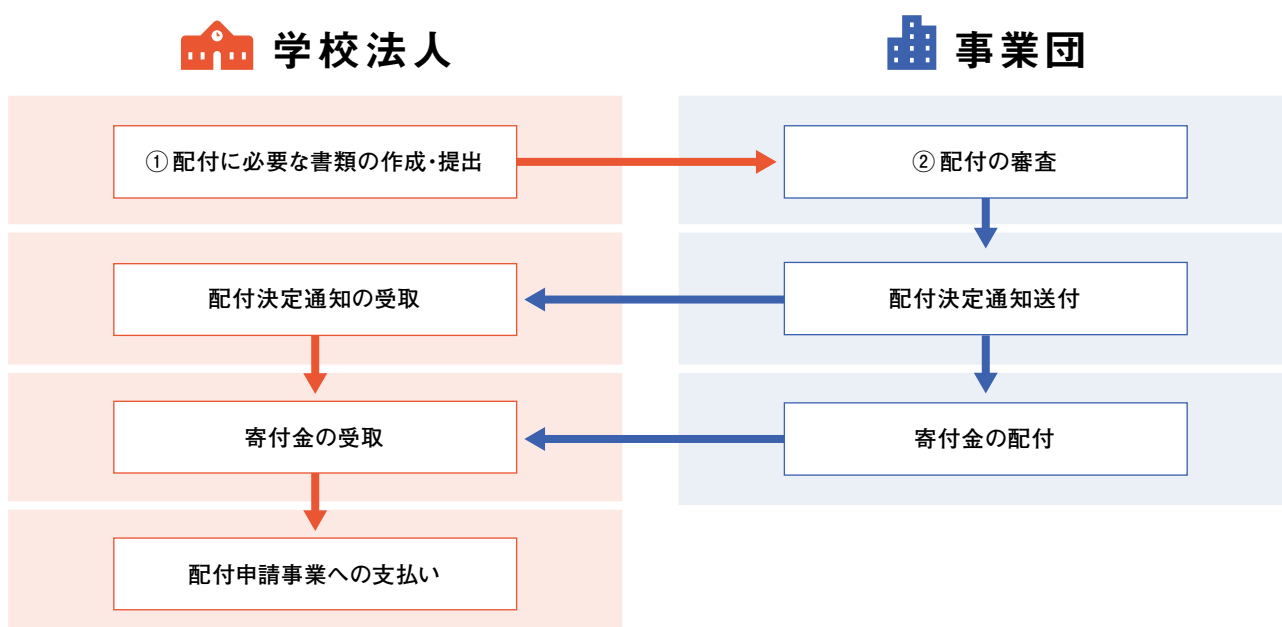 学校法人
事業団
①配付に必要な書類の作成・提出
②配付の審査
配付決定通知の受取
配付決定通知送付
寄付金の受取
寄付金の配付
配付申請事業への支払い